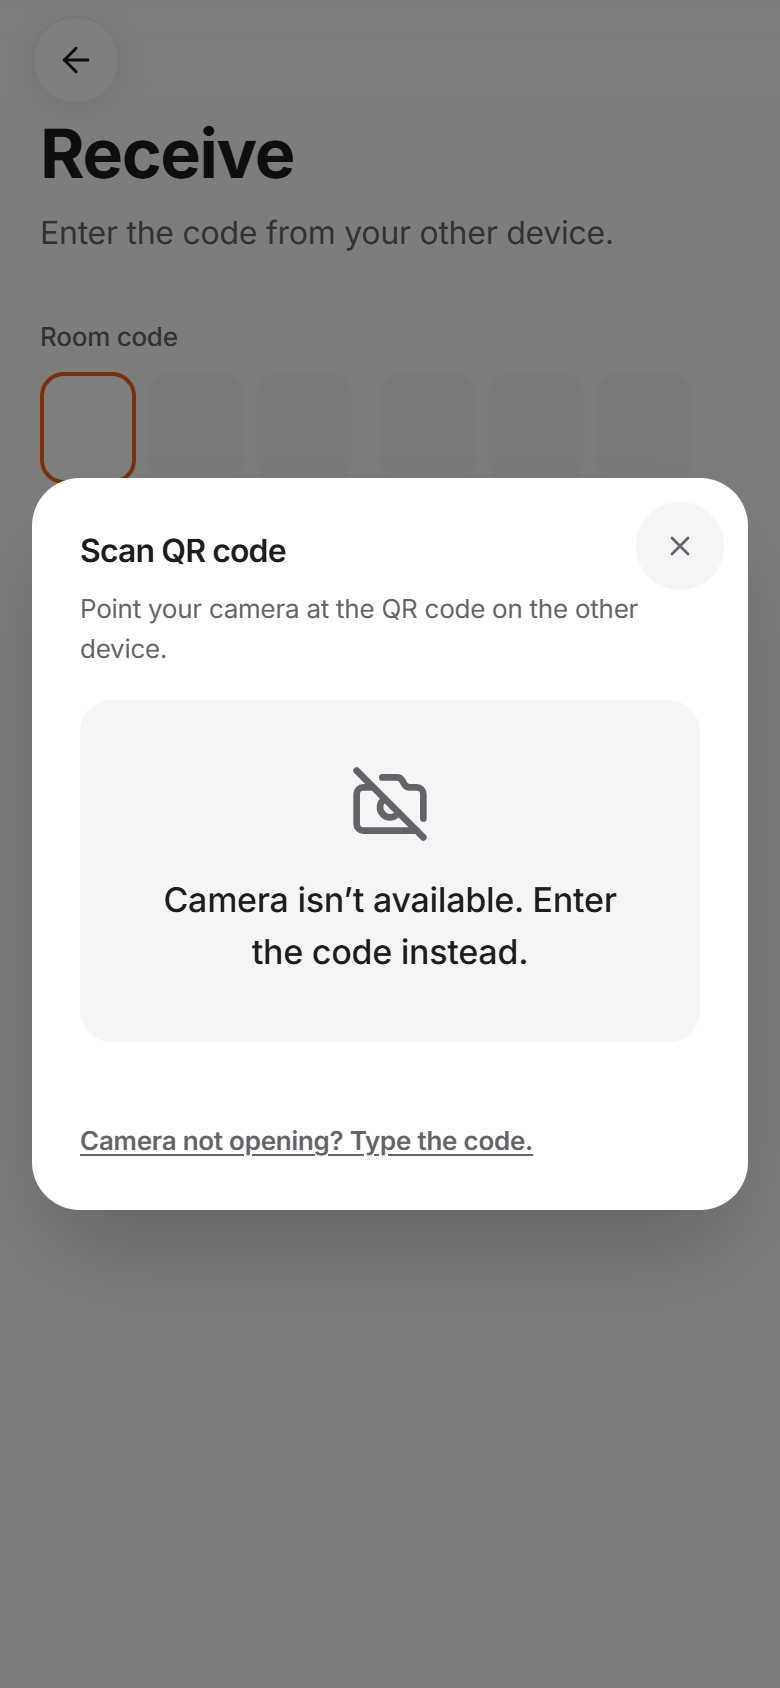 Receive
Enter the code from your other device.
Room code
Scan QR code
Point your camera at the QR code on the other
device.
Camera isn’t available. Enter
the code instead.
Camera not opening? Type the code.